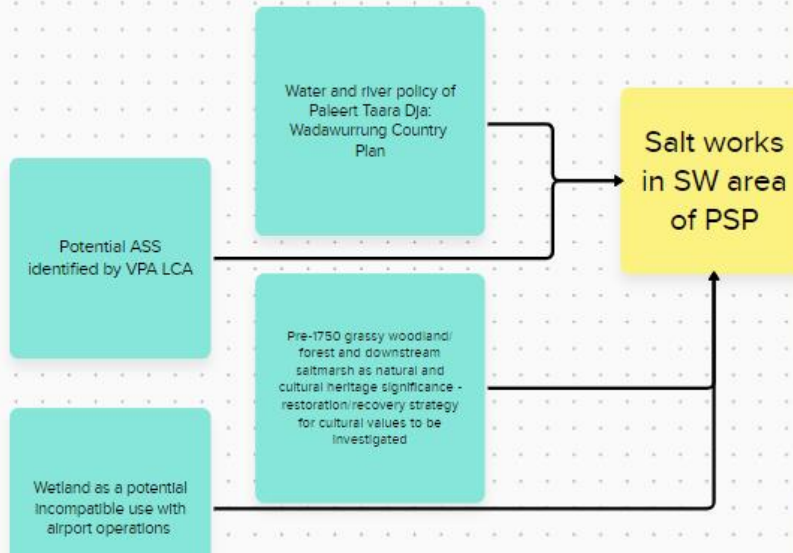 Water and river policy of
Paleert Taara Dja:
Wadawurrung Country
Plan
Salt works
in SW area
of PSP
Potential ASS
identified by VPA LCA
Pre-1750 grassy woodland/
forest and downstream
saltmarsh as natural and
cultural heritage significance -
restoration/recovery strategy
for cultural values to be
investigated
Wetland as a potential
incompatible use with
airport operations